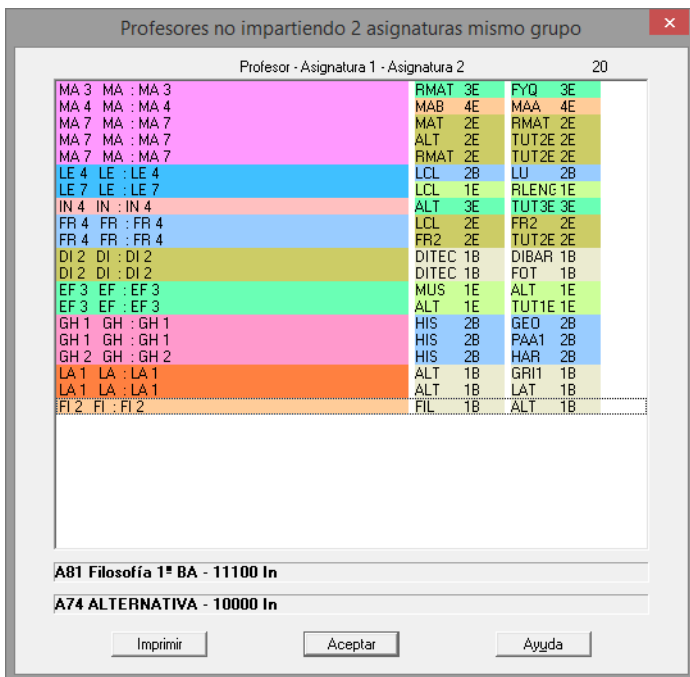 Profesores no impartiendo 2 asignaturas mismo grupo
Profesor - Asignatura 1 - Asignatura 2 20
MA 3 MA : MA 3 RMAT 3E FYQ 3E
MA 4 MA : MA 4 MAB 4E MAA 4E
MA 7 MA : MA 7 MAT 2E RMAT 2E
MA 7 MA : MA 7 ALT 2E TUT2E 2E
MA 7 MA : MA 7 RMAT 2E TUT2E 2E
LE 4 LE : LE 4 LCL 2B LU 2B
LE 7 LE : LE 7 LCL 1E RLENG 1E
IN 4 IN : IN 4 ALT 3E TUT3E 3E
FR 4 FR : FR 4 LCL 2E FR2 2E
FR 4 FR : FR 4 FR2 2E TUT2E 2E
DI 2 DI : DI 2 DITEC 1B DIBAR 1B
DI 2 DI : DI 2 DITEC 1B FOT 1B
EF 3 EF : EF 3 MUS 1E ALT 1E
EF 3 EF : EF 3 ALT 1E TUT1E 1E
GH 1 GH : GH 1 HIS 2B GEO 2B
GH 1 GH : GH 1 HIS 2B PAA1 2B
GH 2 GH : GH 2 HIS 2B HAR 2B
LA 1 LA : LA 1 ALT 1B GRI1 1B
LA 1 LA : LA 1 ALT 1B LAT 1B
FI 2 FI : FI 2 FIL 1B ALT 1B
A81 Filosofía 1º BA - 11100 In
A74 ALTERNATIVA - 10000 In
Imprimir Aceptar Ayuda